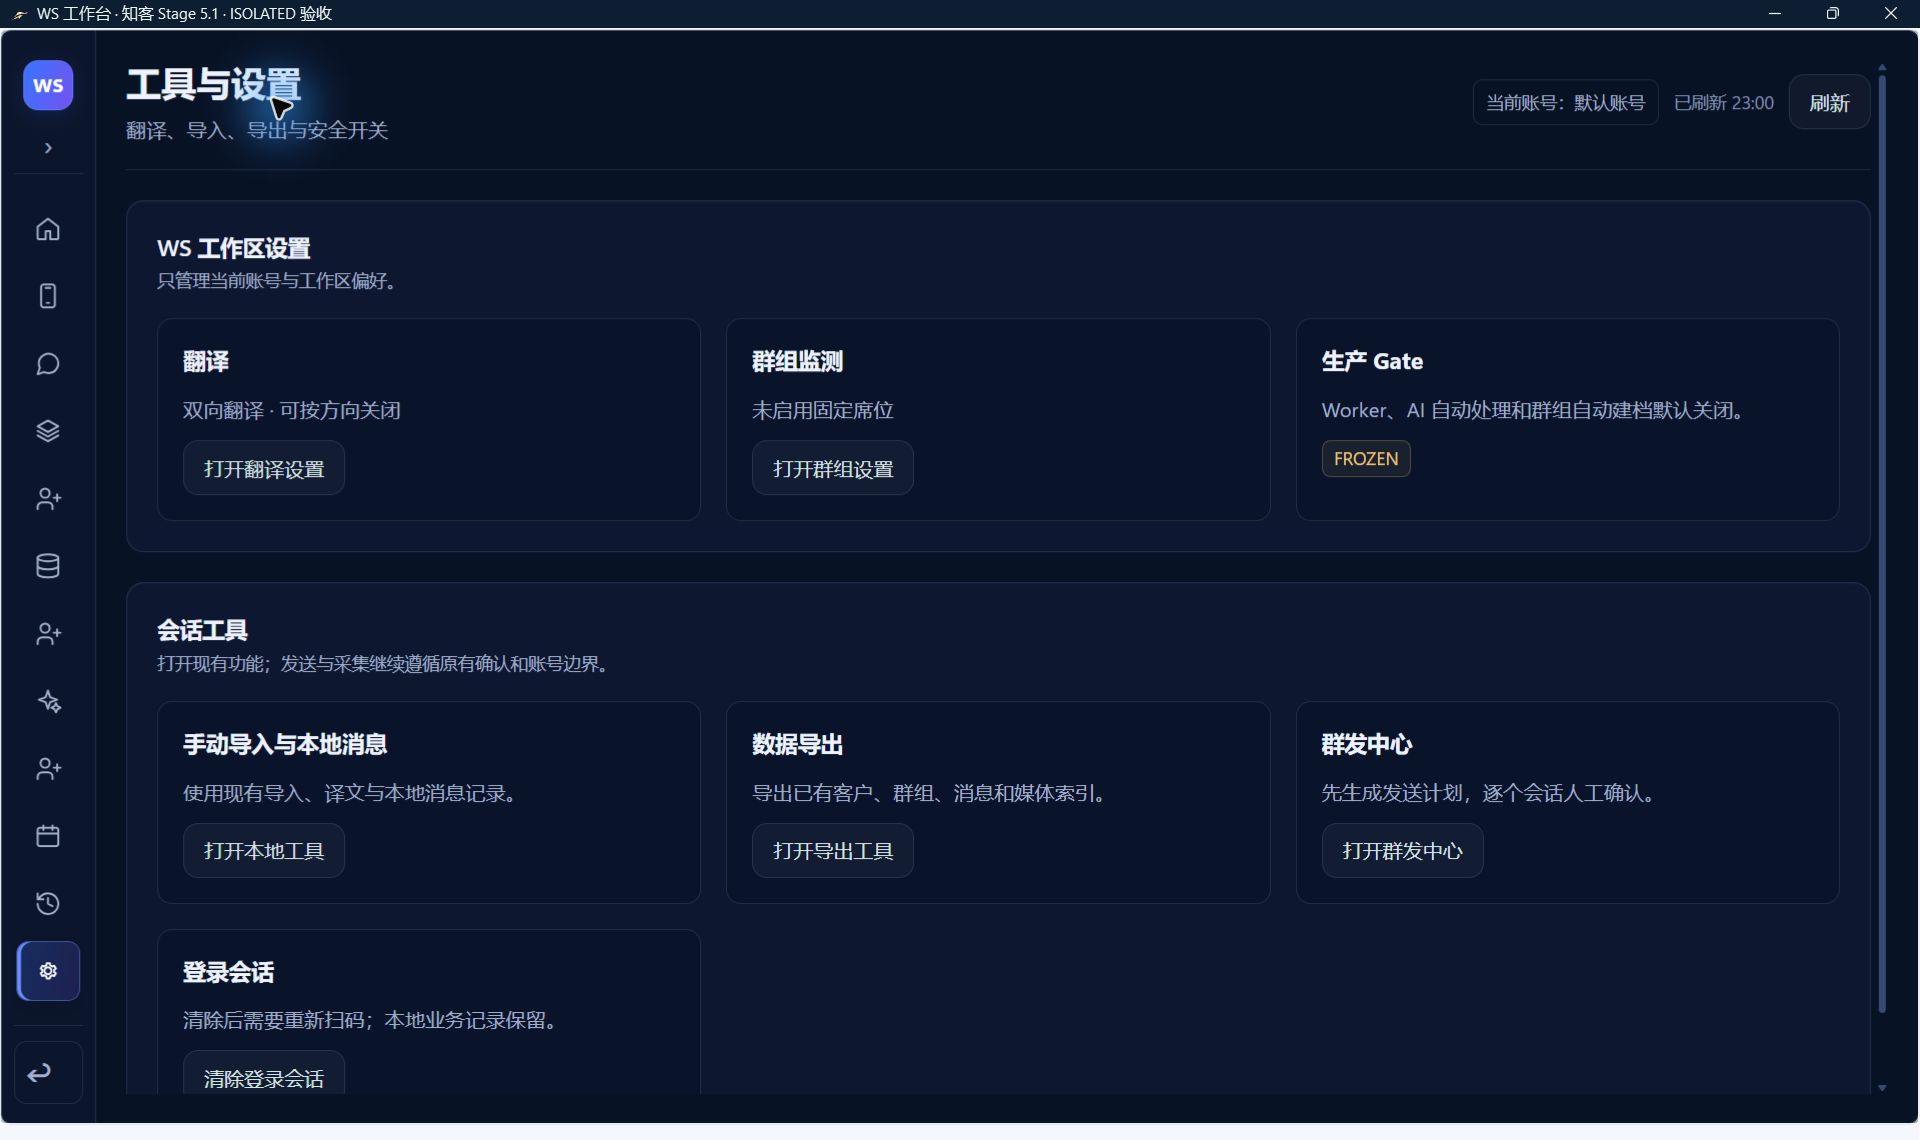 WS 工作台 · 知客 Stage 5.1 · ISOLATED 验收
WS
工具与设置
翻译、导入、导出与安全开关
当前账号：默认账号
已刷新 23:00
刷新
WS 工作区设置
只管理当前账号与工作区偏好。
翻译
双向翻译 · 可按方向关闭
打开翻译设置
群组监测
未启用固定席位
打开群组设置
生产 Gate
Worker、AI 自动处理和群组自动建档默认关闭。
FROZEN
会话工具
打开现有功能；发送与采集继续遵循原有确认和账号边界。
手动导入与本地消息
使用现有导入、译文与本地消息记录。
打开本地工具
数据导出
导出已有客户、群组、消息和媒体索引。
打开导出工具
群发中心
先生成发送计划，逐个会话人工确认。
打开群发中心
登录会话
清除后需要重新扫码；本地业务记录保留。
清除登录会话